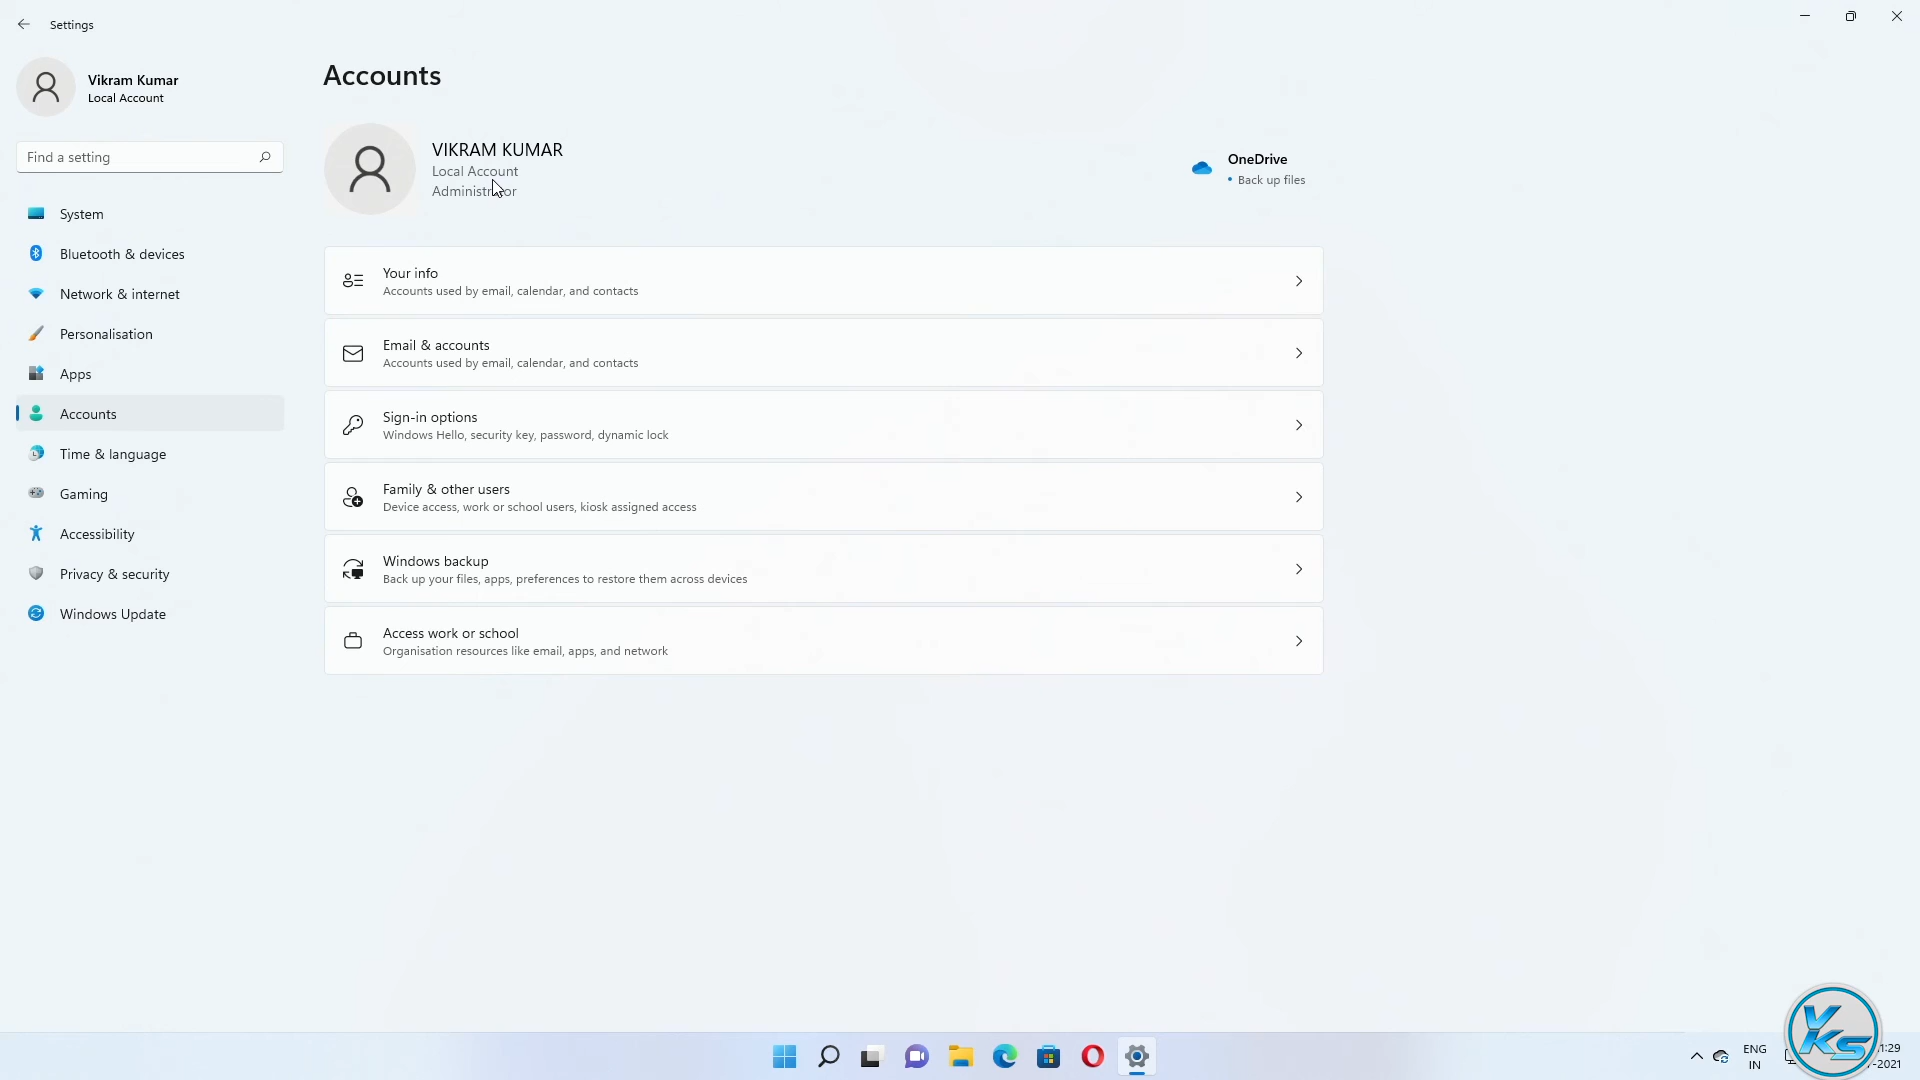 Settings
Vikram Kumar
Local Account
Find a setting
System
Bluetooth & devices
Network & internet
Personalisation
Apps
Accounts
Time & language
Gaming
Accessibility
Privacy & security
Windows Update
Accounts
VIKRAM KUMAR
Local Account
Administrator
OneDrive
• Back up files
Your info
Accounts used by email, calendar, and contacts
Email & accounts
Accounts used by email, calendar, and contacts
Sign-in options
Windows Hello, security key, password, dynamic lock
Family & other users
Device access, work or school users, kiosk assigned access
Windows backup
Back up your files, apps, preferences to restore them across devices
Access work or school
Organisation resources like email, apps, and network
ENG
IN
VKS